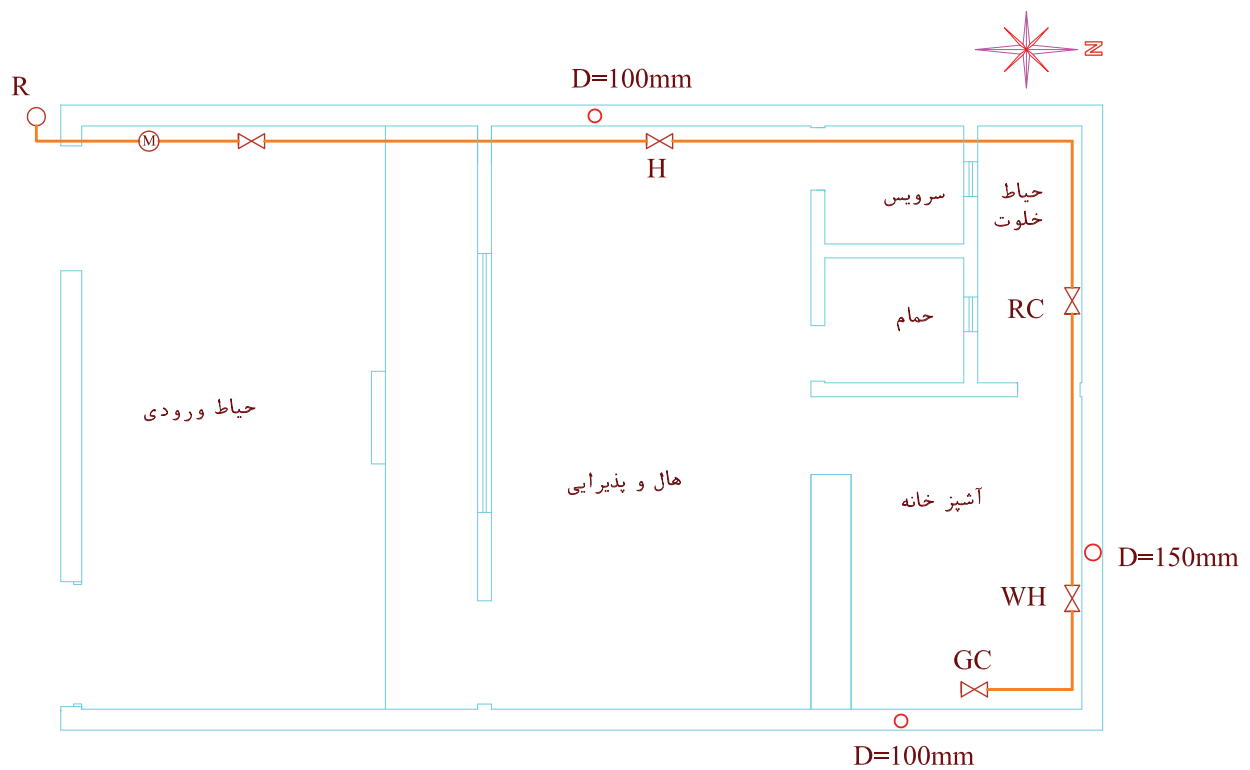 N
R
D=100mm
M
H
سرویس
حیاط
خلوت
RC
حمام
حیاط ورودی
هال و پذیرایی
آشپز خانه
D=150mm
WH
GC
D=100mm